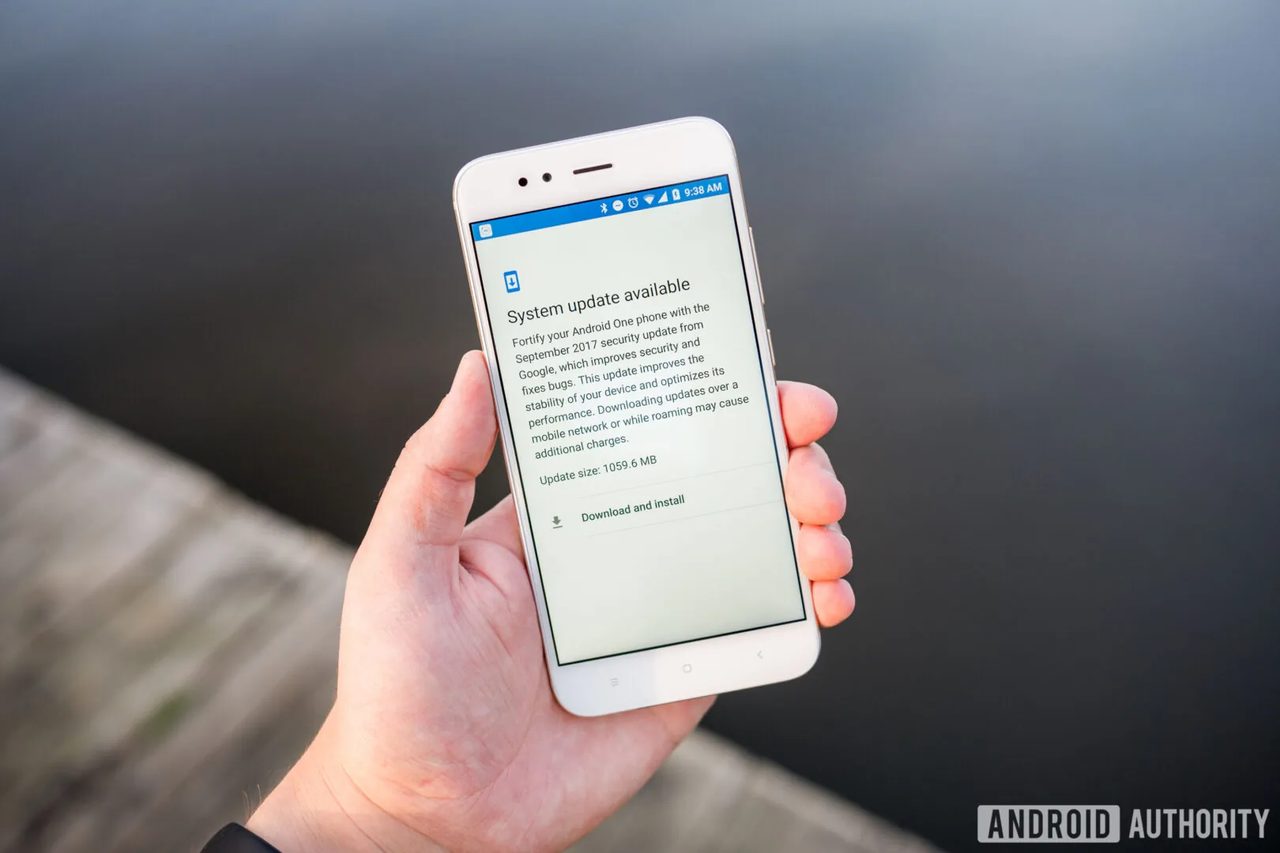 9:38 AM
System update available
Fortify your Android One phone with the
September 2017 security update from
Google, which improves security and
fixes bugs. This update improves the
stability of your device and optimizes its
performance. Downloading updates over a
mobile network or while roaming may cause
additional charges.
Update size: 1059.6 MB
Download and install
ANDROID AUTHORITY